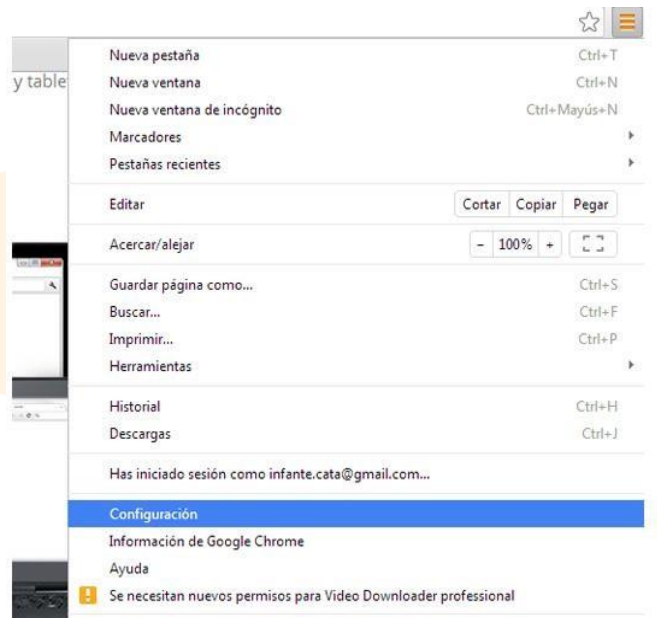 y table
Nueva pestaña Ctrl+T
Nueva ventana Ctrl+N
Nueva ventana de incógnito Ctrl+Mayús+N
Marcadores
Pestañas recientes
Editar Cortar Copiar Pegar
Acercar/alejar - 100% +
Guardar página como... Ctrl+S
Buscar... Ctrl+F
Imprimir... Ctrl+P
Herramientas
Historial Ctrl+H
Descargas Ctrl+J
Has iniciado sesión como infante.cata@gmail.com...
Configuración
Información de Google Chrome
Ayuda
Se necesitan nuevos permisos para Video Downloader professional